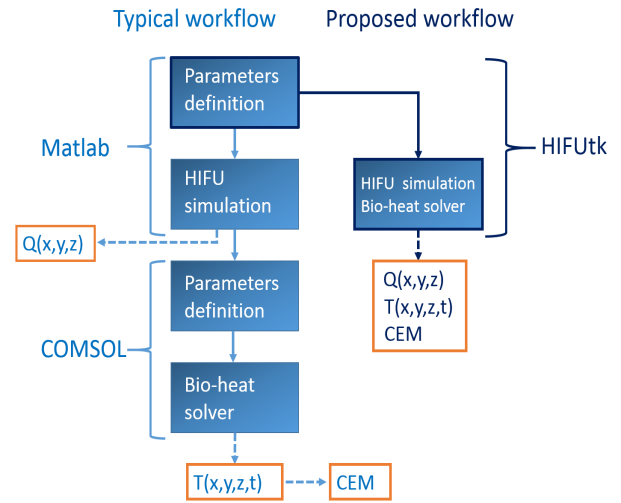 Typical workflow
Proposed workflow
Parameters
definition
Matlab
HIFU
simulation
HIFUtk
HIFU simulation
Bio-heat solver
Q(x,y,z)
Q(x,y,z)
T(x,y,z,t)
CEM
Parameters
definition
COMSOL
Bio-heat
solver
T(x,y,z,t)
CEM